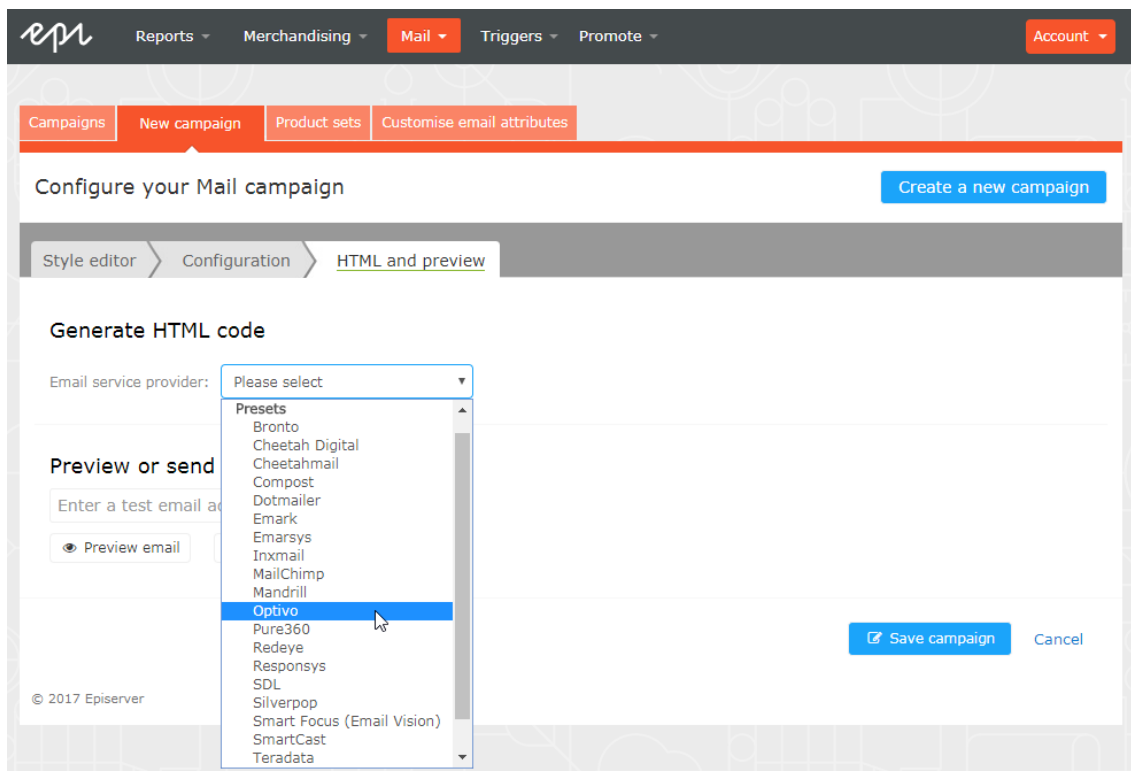 epi Reports Merchandising Mail Triggers Promote Account
Campaigns New campaign Product sets Customise email attributes
Configure your Mail campaign Create a new campaign
Style editor Configuration HTML and preview
Generate HTML code
Email service provider: Please select
Presets
Bronto
Cheetah Digital
Cheetahmail
Compost
Dotmailer
Emark
Emarsys
Inxmail
MailChimp
Mandrill
Optivo
Pure360
Redeye
Responsys
SDL
Silverpop
Smart Focus (Email Vision)
SmartCast
Teradata
Preview or send
Enter a test email
Preview email
Save campaign Cancel
© 2017 Episerver